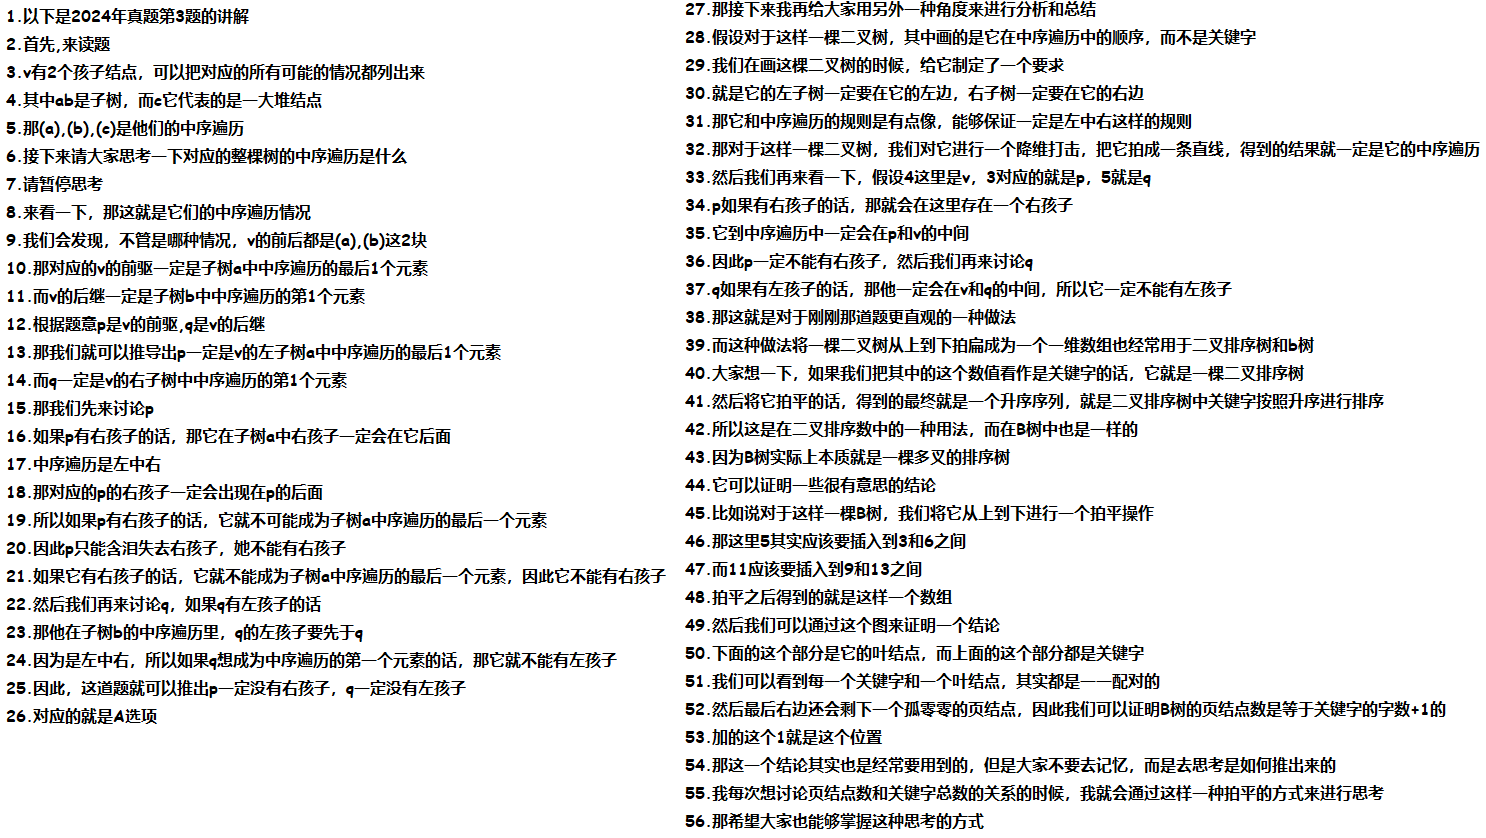 1.以下是2024年真题第3题的讲解
2.首先,来读题
3.v有2个孩子结点，可以把对应的所有可能的情况都列出来
4.其中ab是子树，而c它代表的是一大堆结点
5.那(a),(b),(c)是他们的中序遍历
6.接下来请大家思考一下对应的整棵树的中序遍历是什么
7.请暂停思考
8.来看一下，那这就是它们的中序遍历情况
9.我们会发现，不管是哪种情况，v的前后都是(a),(b)这2块
10.那对应的v的前驱一定是子树a中中序遍历的最后1个元素
11.而v的后继一定是子树b中中序遍历的第1个元素
12.根据题意p是v的前驱,q是v的后继
13.那我们就可以推导出p一定是v的左子树a中中序遍历的最后1个元素
14.而q一定是v的右子树中中序遍历的第1个元素
15.那我们先来讨论p
16.如果p有右孩子的话，那它在子树a中右孩子一定会在它后面
17.中序遍历是左中右
18.那对应的p的右孩子一定会出现在p的后面
19.所以如果p有右孩子的话，它就不可能成为子树a中序遍历的最后一个元素
20.因此p只能含泪失去右孩子，她不能有右孩子
21.如果它有右孩子的话，它就不能成为子树a中序遍历的最后一个元素，因此它不能有右孩子
22.然后我们再来讨论q，如果q有左孩子的话
23.那他在子树b的中序遍历里，q的左孩子要先于q
24.因为是左中右，所以如果q想成为中序遍历的第一个元素的话，那它就不能有左孩子
25.因此，这道题就可以推出p一定没有右孩子，q一定没有左孩子
26.对应的就是A选项
27.那接下来我再给大家用另外一种角度来进行分析和总结
28.假设对于这样一棵二叉树，其中画的是它在中序遍历中的顺序，而不是关键字
29.我们在画这棵二叉树的时候，给它制定了一个要求
30.就是它的左子树一定要在它的左边，右子树一定要在它的右边
31.那它和中序遍历的规则是有点像，能够保证一定是左中右这样的规则
32.那对于这样一棵二叉树，我们对它进行一个降维打击，把它拍成一条直线，得到的结果就一定是它的中序遍历
33.然后我们再来看一下，假设4这里是v，3对应的就是p，5就是q
34.p如果有右孩子的话，那就会在这里存在一个右孩子
35.它到中序遍历中一定会在p和v的中间
36.因此p一定不能有右孩子，然后我们再来讨论q
37.q如果有左孩子的话，那他一定会在v和q的中间，所以它一定不能有左孩子
38.那这就是对于刚刚那道题更直观的一种做法
39.而这种做法将一棵二叉树从上到下拍扁成为一个一维数组也经常用于二叉排序树和b树
40.大家想一下，如果我们把其中的这个数值看作是关键字的话，它就是一棵二叉排序树
41.然后将它拍平的话，得到的最终就是一个升序序列，就是二叉排序树中关键字按照升序进行排序
42.所以这是在二叉排序数中的一种用法，而在B树中也是一样的
43.因为B树实际上本质就是一棵多叉的排序树
44.它可以证明一些很有意思的结论
45.比如说对于这样一棵B树，我们将它从上到下进行一个拍平操作
46.那这里5其实应该要插入到3和6之间
47.而11应该要插入到9和13之间
48.拍平之后得到的就是这样一个数组
49.然后我们可以通过这个图来证明一个结论
50.下面的这个部分是它的叶结点，而上面的这个部分都是关键字
51.我们可以看到每一个关键字和一个叶结点，其实都是一一配对的
52.然后最后右边还会剩下一个孤零零的页结点，因此我们可以证明B树的页结点数是等于关键字的字数+1的
53.加的这个1就是这个位置
54.那这一个结论其实也是经常要用到的，但是大家不要去记忆，而是去思考是如何推出来的
55.我每次想讨论页结点数和关键字总数的关系的时候，我就会通过这样一种拍平的方式来进行思考
56.那希望大家也能够掌握这种思考的方式